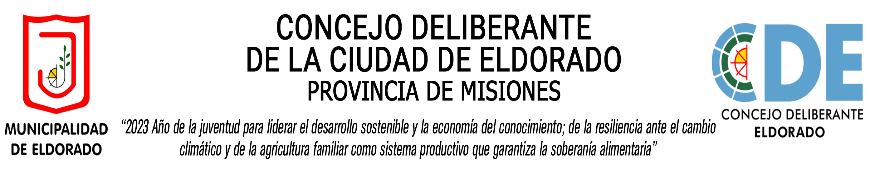 CONCEJO DELIBERANTE
DE LA CIUDAD DE ELDORADO
PROVINCIA DE MISIONES
MUNICIPALIDAD
DE ELDORADO
“2023 Año de la juventud para liderar el desarrollo sostenible y la economía del conocimiento; de la resiliencia ante el cambio
climático y de la agricultura familiar como sistema productivo que garantiza la soberanía alimentaria”
CDE
CONCEJO DELIBERANTE
ELDORADO